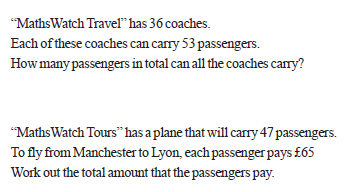 “MathsWatch Travel” has 36 coaches.
Each of these coaches can carry 53 passengers.
How many passengers in total can all the coaches carry?
“MathsWatch Tours” has a plane that will carry 47 passengers.
To fly from Manchester to Lyon, each passenger pays £65
Work out the total amount that the passengers pay.